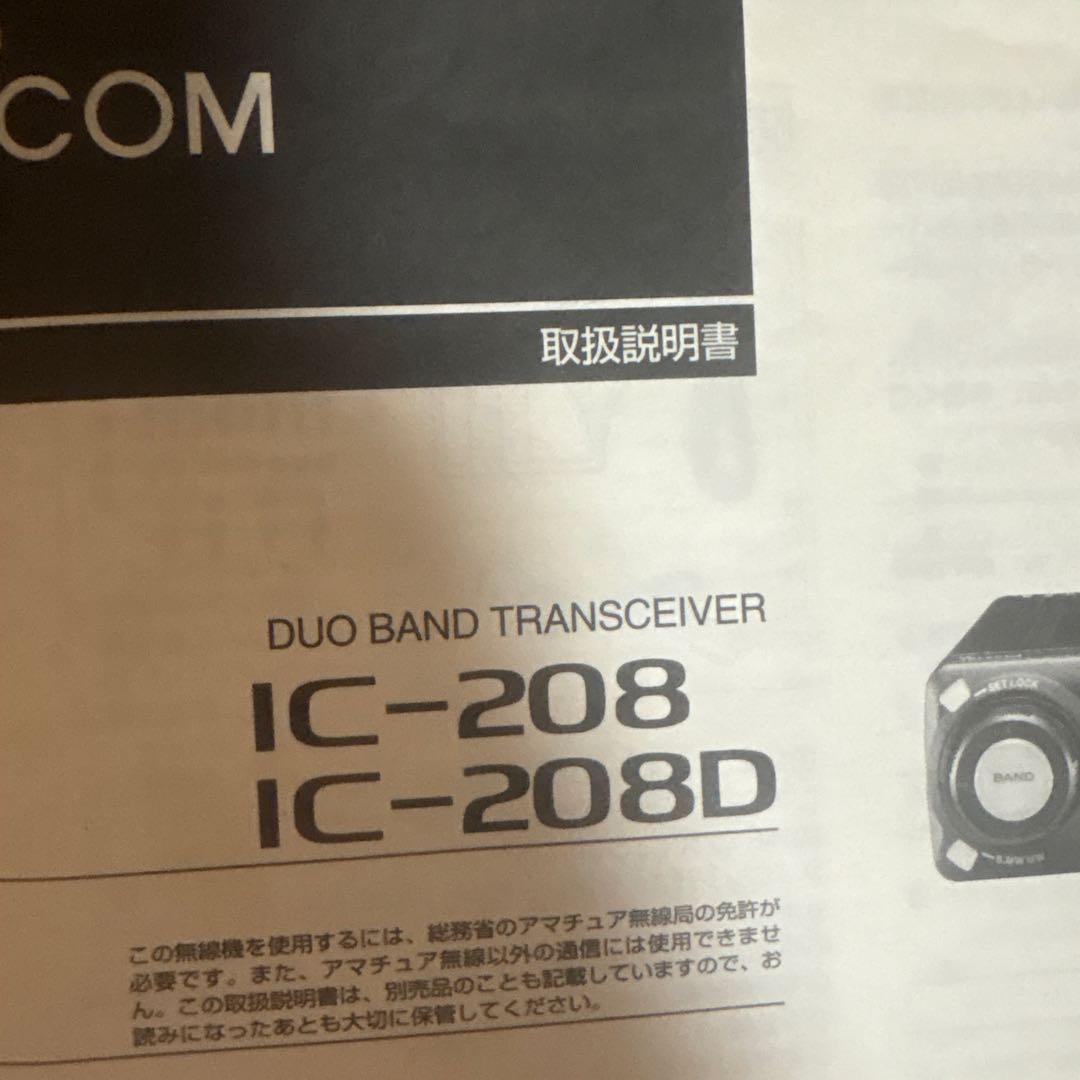 COM
取扱説明書
DUO BAND TRANSCEIVER
IC-208
IC-208D
SET LOCK
BAND
この無線機を使用するには、総務省のアマチュア無線局の免許が
必要です。また、アマチュア無線以外の通信には使用できませ
ん。この取扱説明書は、別売品のことも記載していますので、お
読みになったあとも大切に保管してください。